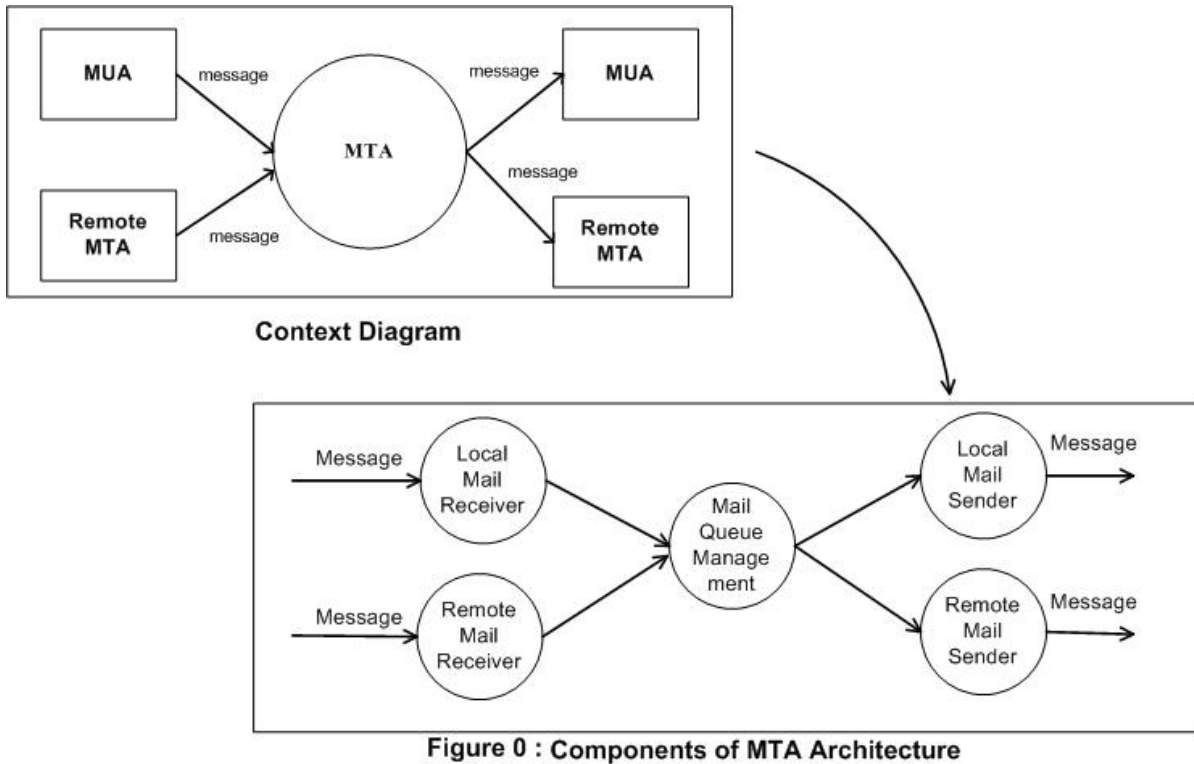 MUA
message
Remote
MTA
message
MTA
message
MUA
message
Remote
MTA
Context Diagram
Message
Local
Mail
Receiver
Message
Remote
Mail
Receiver
Mail
Queue
Manage
ment
Local
Mail
Sender
Message
Remote
Mail
Sender
Message
Figure 0 : Components of MTA Architecture